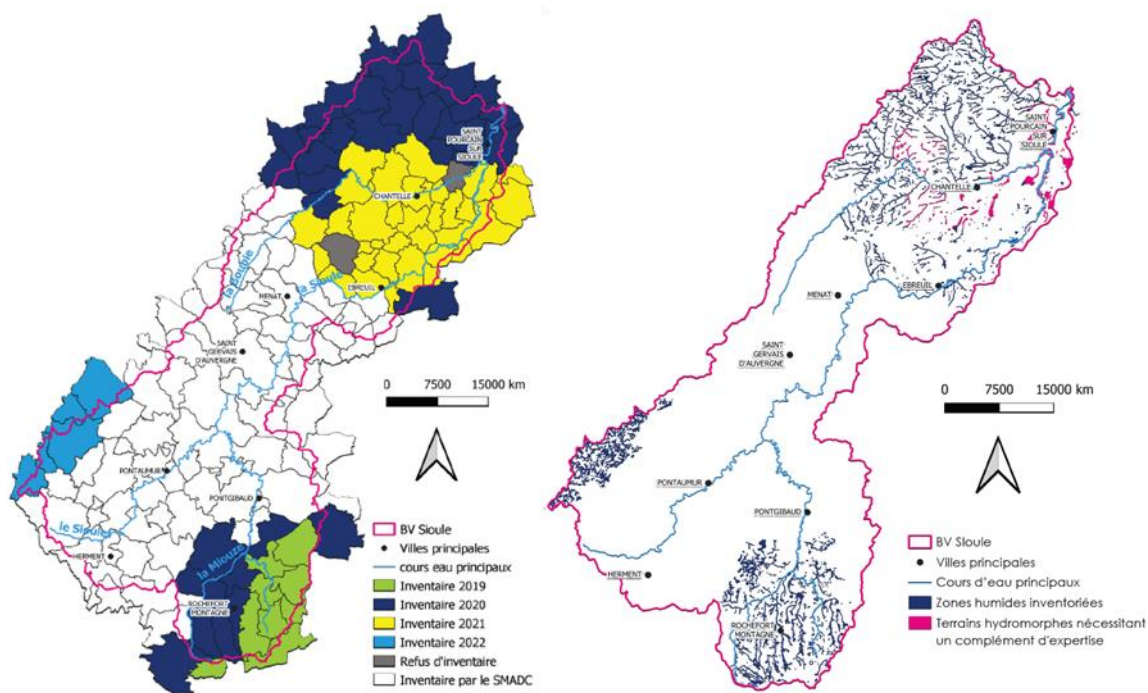 SAINT
POURCAIN
SUR
SIOULE
CHANTELLE
la Bouble
la Sioule
EBREUIL
MENAT
SAINT
GERVAIS
D'AUVERGNE
0 7500 15000 km
PONTAUMUR
PONTGIBAUD
le Sioulet
HERMENT
la Miouze
ROCHEFORT
MONTAGNE
BV Sioule
Villes principales
cours eau principaux
Inventaire 2019
Inventaire 2020
Inventaire 2021
Inventaire 2022
Refus d'inventaire
Inventaire par le SMADC
SAINT
POURCAIN
SUR
SIOULE
CHANTELLE
EBREUIL
MENAT
SAINT
GERVAIS
D'AUVERGNE
0 7500 15000 km
PONTAUMUR
PONTGIBAUD
HERMENT
ROCHEFORT
MONTAGNE
BV Sioule
Villes principales
Cours d'eau principaux
Zones humides inventoriées
Terrains hydromorphes nécessitant
un complément d'expertise